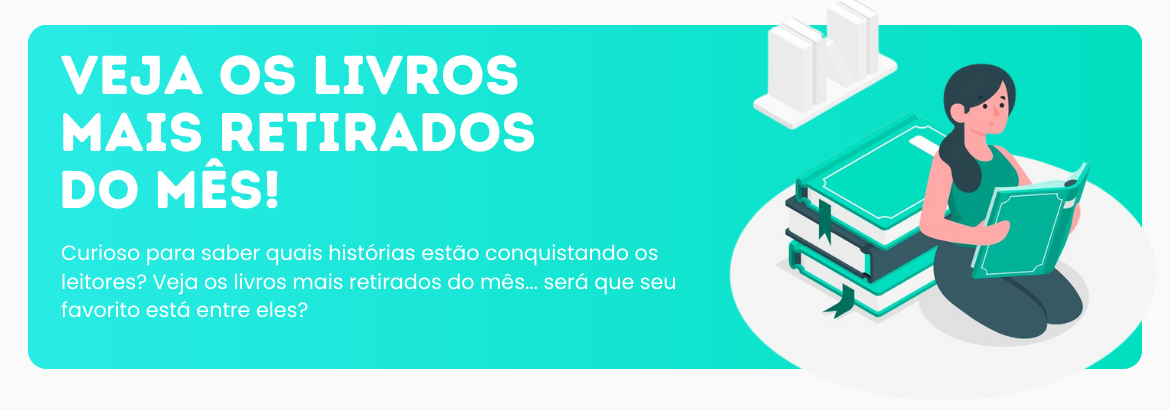 VEJA OS LIVROS
MAIS RETIRADOS
DO MÊS!
Curioso para saber quais histórias estão conquistando os
leitores? Veja os livros mais retirados do mês... será que seu
favorito está entre eles?